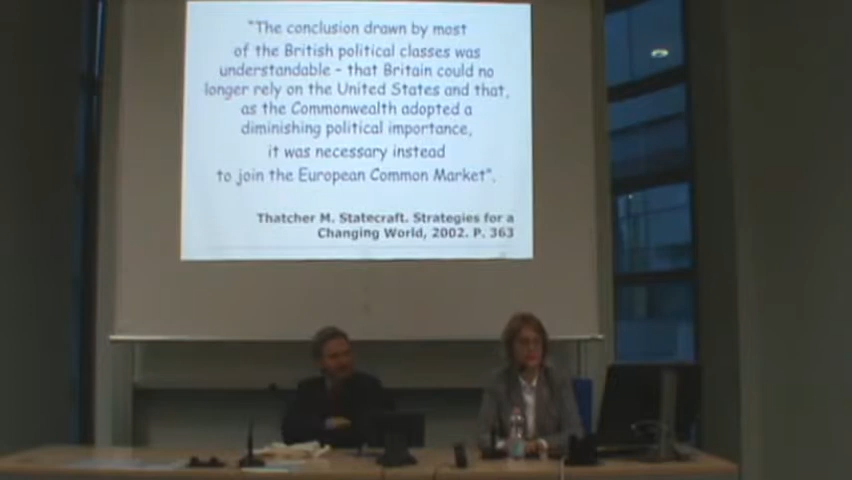 "The conclusion drawn by most
of the British political classes was
understandable – that Britain could no
longer rely on the United States and that,
as the Commonwealth adopted a
diminishing political importance,
it was necessary instead
to join the European Common Market".
Thatcher M. Statecraft. Strategies for a
Changing World, 2002. P. 363